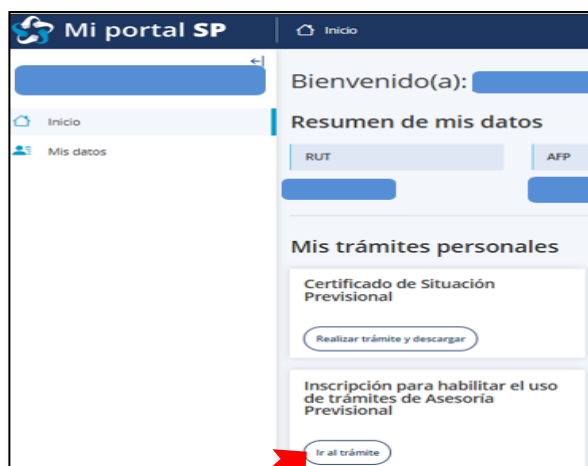 Mi portal SP
Inicio
Inicio
Mis datos
Bienvenido(a):
Resumen de mis datos
RUT
AFP
Mis trámites personales
Certificado de Situación
Previsional
Realizar trámite y descargar
Inscripción para habilitar el uso
de trámites de Asesoría
Previsional
Ir al trámite